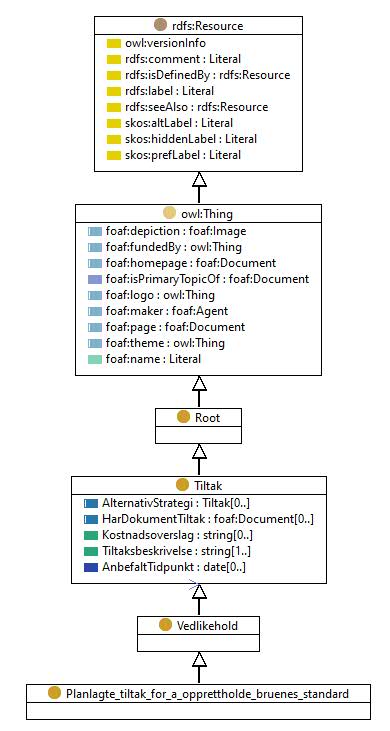 rdfs:Resource
owl:versionInfo
rdfs:comment : Literal
rdfs:isDefinedBy : rdfs:Resource
rdfs:label : Literal
rdfs:seeAlso : rdfs:Resource
skos:altLabel : Literal
skos:hiddenLabel : Literal
skos:prefLabel : Literal
owl:Thing
foaf:depiction : foaf:Image
foaf:fundedBy : owl:Thing
foaf:homepage : foaf:Document
foaf:isPrimaryTopicOf : foaf:Document
foaf:logo : owl:Thing
foaf:maker : foaf:Agent
foaf:page : foaf:Document
foaf:theme : owl:Thing
foaf:name : Literal
Root
Tiltak
AlternativStrategi : Tiltak[0..]
HarDokumentTiltak : foaf:Document[0..]
Kostnadsoverslag : string[0..]
Tiltaksbeskrivelse : string[1..]
AnbefaltTidpunkt : date[0..]
Vedlikehold
Planlagte_tiltak_for_a_opprettholde_bruenes_standard